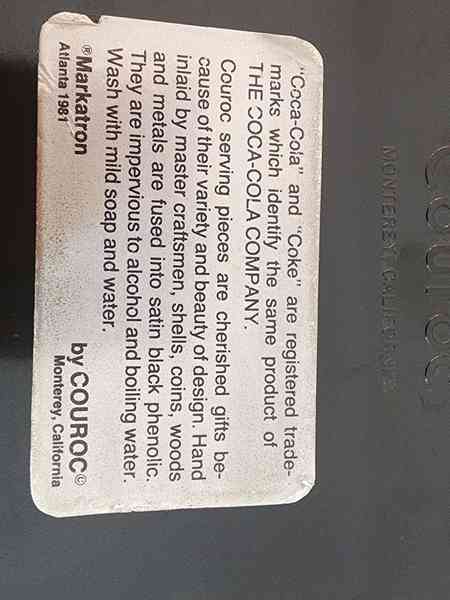 "Coca-Cola" and "Coke" are registered trade-
marks which identify the same product of
THE COCA-COLA COMPANY.
Couroc serving pieces are cherished gifts be-
cause of their variety and beauty of design. Hand
inlaid by master craftsmen, shells, coins, woods
and metals are fused into satin black phenolic.
They are impervious to alcohol and boiling water.
Wash with mild soap and water.
®Markatron
Atlanta 1981
by COUROC©
Monterey, California
Couroc
MONTEREY, CALIFORNIA